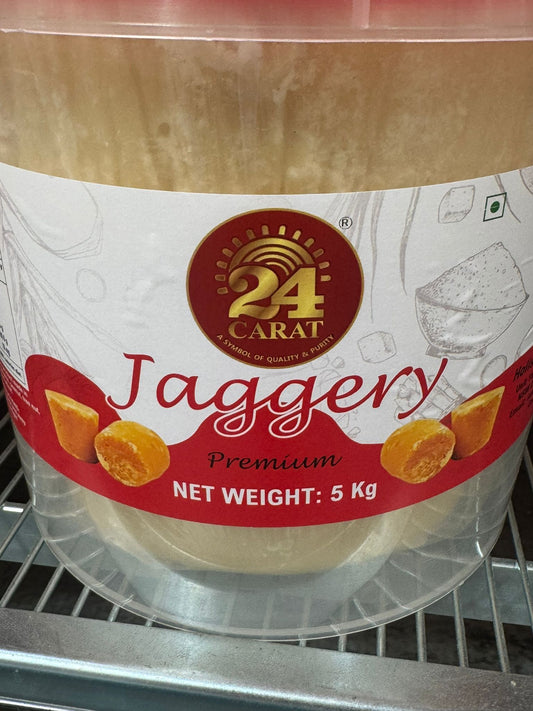 ®
24
CARAT
A SYMBOL OF QUALITY & PURITY
Jaggery
Premium
NET WEIGHT: 5 Kg